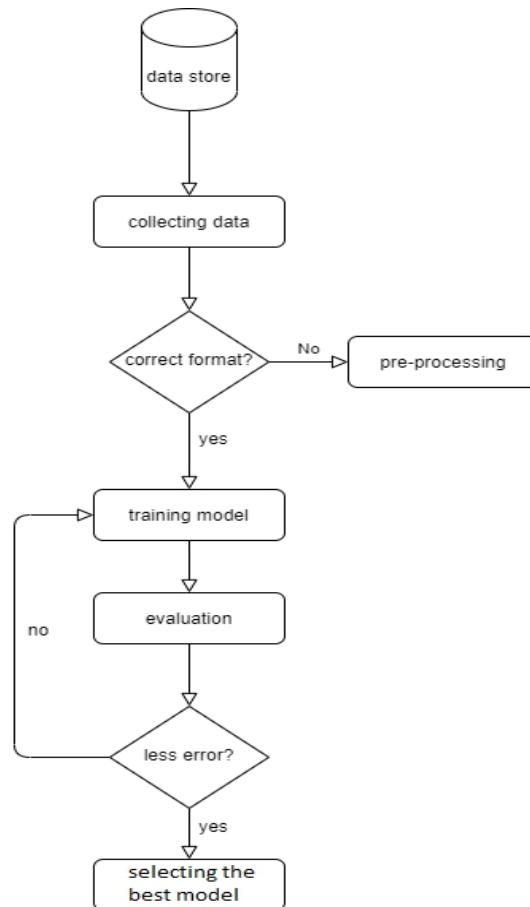 data store
collecting data
correct format?
No
pre-processing
yes
training model
evaluation
no
less error?
yes
selecting the
best model